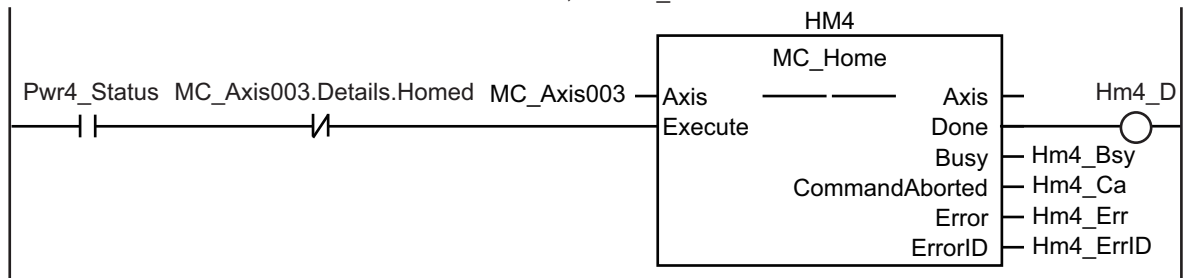 HM4
MC_Home
Pwr4_Status MC_Axis003.Details.Homed MC_Axis003 Axis Axis Hm4_D
Execute Done
Busy Hm4_Bsy
CommandAborted Hm4_Ca
Error Hm4_Err
ErrorID Hm4_ErrID